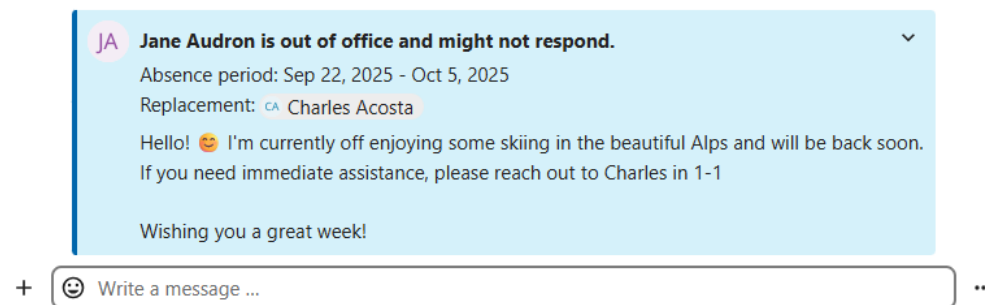 JA Jane Audron is out of office and might not respond.
Absence period: Sep 22, 2025 - Oct 5, 2025
Replacement: CA Charles Acosta
Hello! 😊 I'm currently off enjoying some skiing in the beautiful Alps and will be back soon.
If you need immediate assistance, please reach out to Charles in 1-1
Wishing you a great week!
Write a message ...